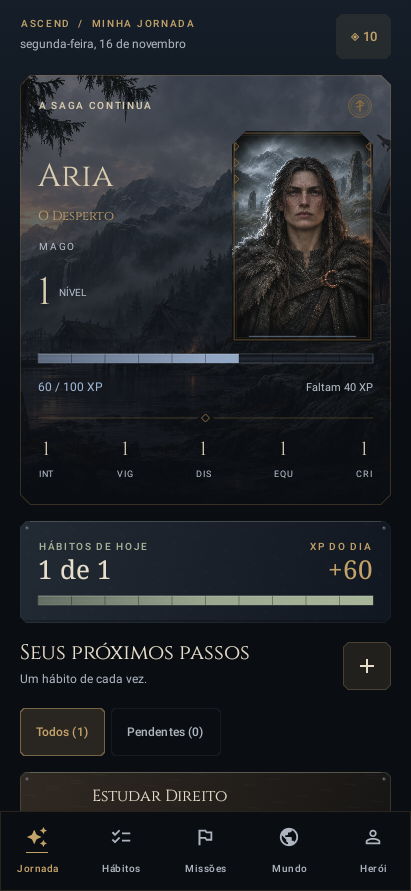 ASCEND / MINHA JORNADA
segunda-feira, 16 de novembro
10
A SAGA CONTINUA
ARIA
O DESPERTO
MAGO
1 NÍVEL
60 / 100 XP
Faltam 40 XP
1 1 1 1 1
INT VIG DIS EQU CRI
HÁBITOS DE HOJE
XP DO DIA
1 de 1
+60
SEUS PRÓXIMOS PASSOS
Um hábito de cada vez.
+
Todos (1)
Pendentes (0)
ESTUDAR DIREITO
Jornada Hábitos Missões Mundo Herói